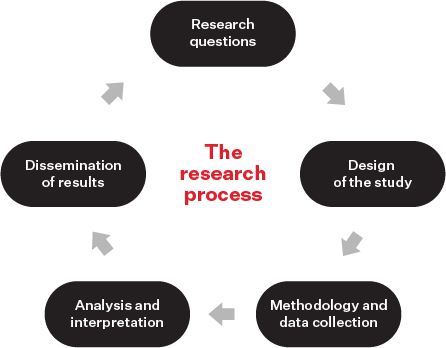 Research
questions
Design
of the study
Methodology and
data collection
Analysis and
interpretation
Dissemination
of results
The
research
process